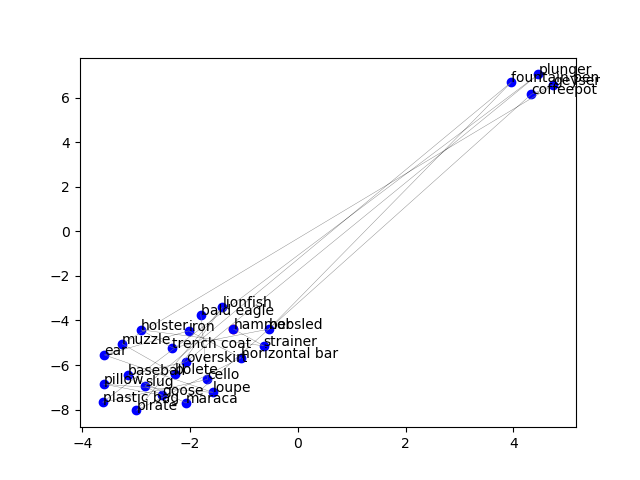 plunger
fountain pen
geyser
coffeepot
6
4
2
0
−2
lionfish
bald eagle
−4
holster
iron
hammer
bobsled
muzzle
trench coat
strainer
ear
overskirt
horizontal bar
−6
baseball
bolete
cello
pillow
slug
goose
loupe
plastic bag
pirate
maraca
−8
−4
−2
0
2
4